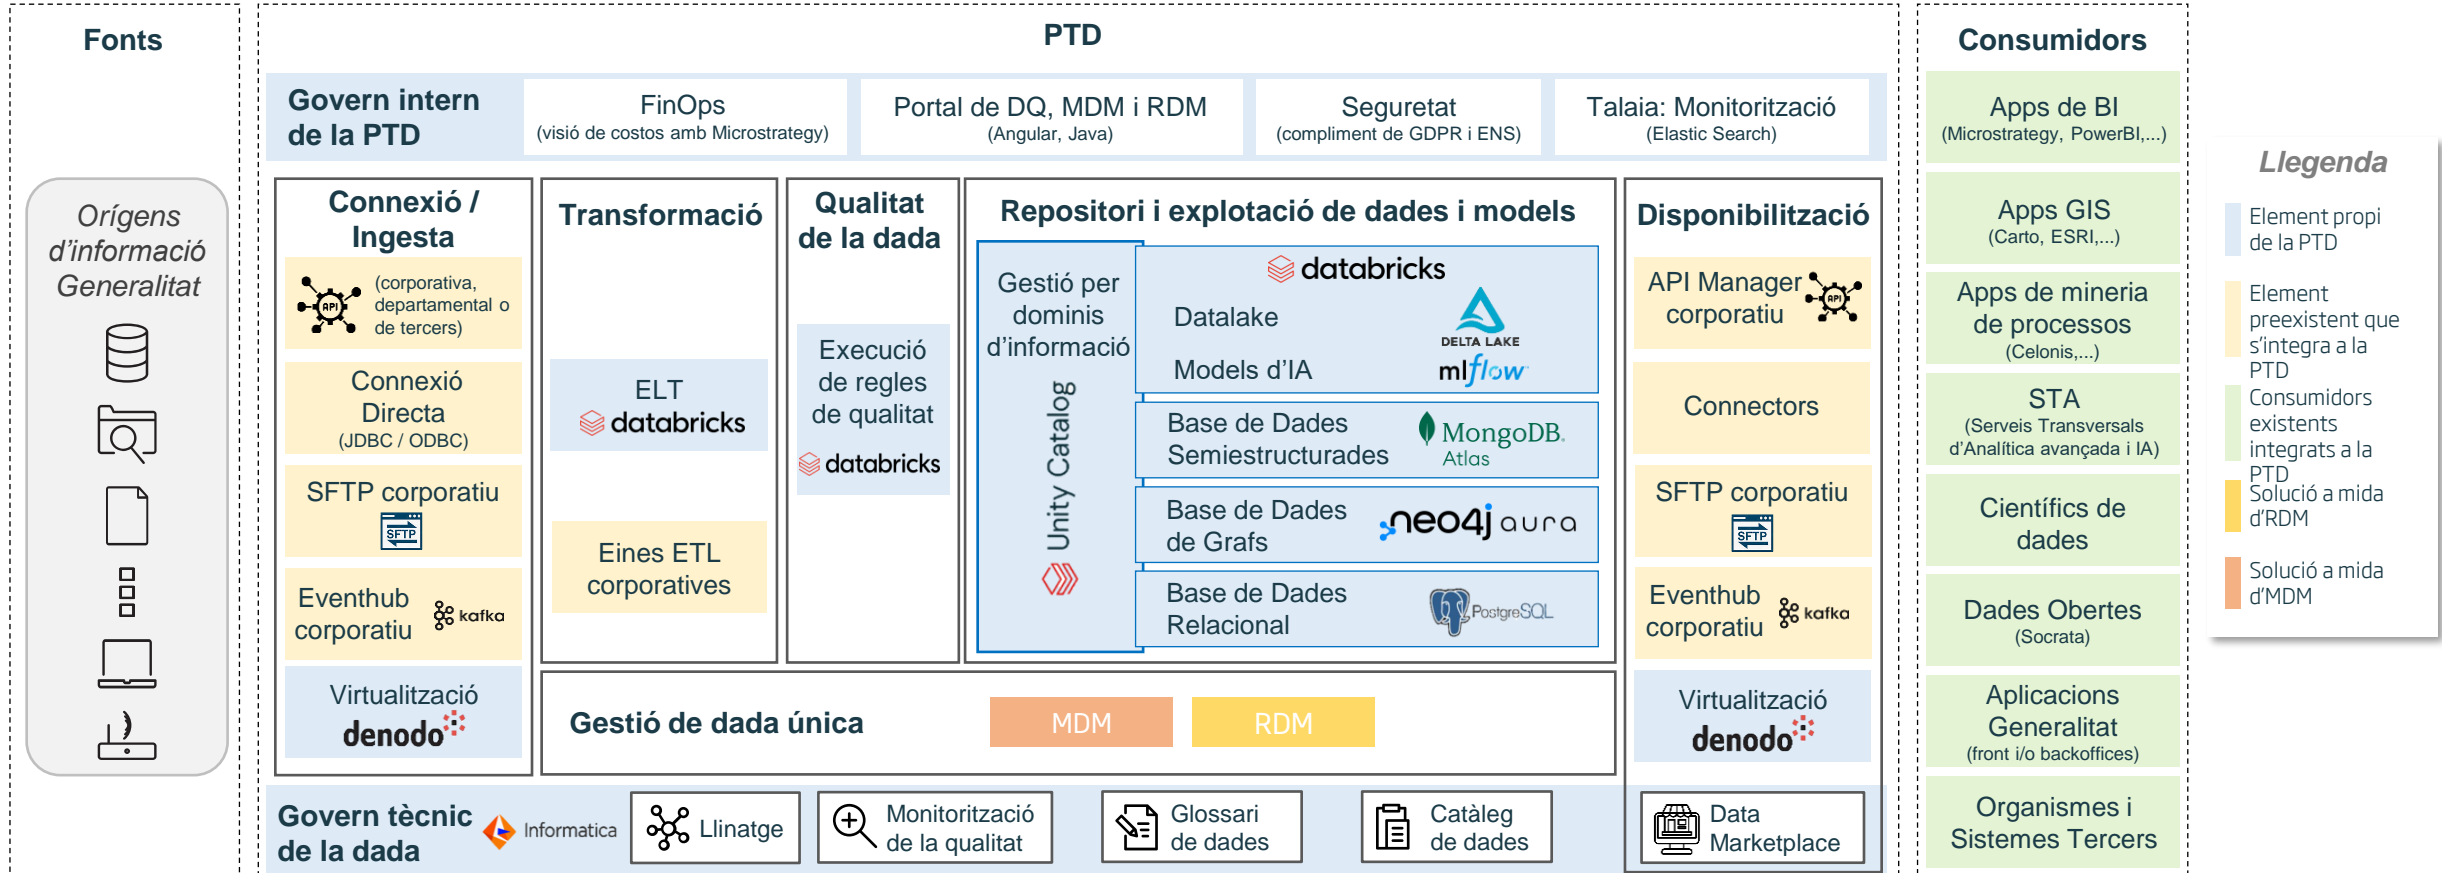 Fonts
Orígens
d'informació
Generalitat
PTD
Govern intern
de la PTD
FinOps
(visió de costos amb Microstrategy)
Portal de DQ, MDM i RDM
(Angular, Java)
Seguretat
(compliment de GDPR i ENS)
Talaia: Monitorització
(Elastic Search)
Connexió /
Ingesta
API
(corporativa,
departamental o
de tercers)
Connexió
Directa
(JDBC / ODBC)
SFTP corporatiu
SFTP
Eventhub
corporatiu
kafka
Virtualització
denodo
Transformació
ELT
databricks
Eines ETL
corporatives
Qualitat
de la dada
Execució
de regles
de qualitat
databricks
Repositori i explotació de dades i models
Gestió per
dominis
d'informació
Unity Catalog
databricks
Datalake
DELTA LAKE
Models d'IA
mlflow
Base de Dades
Semiestructurades
MongoDB.
Atlas
Base de Dades
de Grafs
neo4j aura
Base de Dades
Relacional
PostgreSQL
Gestió de dada única
MDM
RDM
Disponibilització
API Manager
corporatiu
API
Connectors
SFTP corporatiu
SFTP
Eventhub
corporatiu
kafka
Virtualització
denodo
Govern tècnic
de la dada
Informatica
Llinatge
Monitorització
de la qualitat
Glossari
de dades
Catàleg
de dades
Data
Marketplace
Consumidors
Apps de BI
(Microstrategy, PowerBI,...)
Apps GIS
(Carto, ESRI,...)
Apps de mineria
de processos
(Celonis,...)
STA
(Serveis Transversals
d'Analítica avançada i IA)
Científics de
dades
Dades Obertes
(Socrata)
Aplicacions
Generalitat
(front i/o backoffices)
Organismes i
Sistemes Tercers
Llegenda
Element propi
de la PTD
Element
preexistent que
s'integra a la
PTD
Consumidors
existents
integrats a la
PTD
Solució a mida
d'RDM
Solució a mida
d'MDM